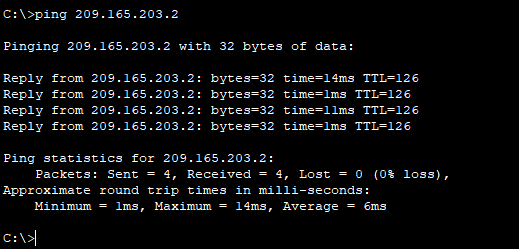 C:\>ping 209.165.203.2
Pinging 209.165.203.2 with 32 bytes of data:
Reply from 209.165.203.2: bytes=32 time=14ms TTL=126
Reply from 209.165.203.2: bytes=32 time=1ms TTL=126
Reply from 209.165.203.2: bytes=32 time=11ms TTL=126
Reply from 209.165.203.2: bytes=32 time=1ms TTL=126
Ping statistics for 209.165.203.2:
    Packets: Sent = 4, Received = 4, Lost = 0 (0% loss),
Approximate round trip times in milli-seconds:
    Minimum = 1ms, Maximum = 14ms, Average = 6ms
C:\>